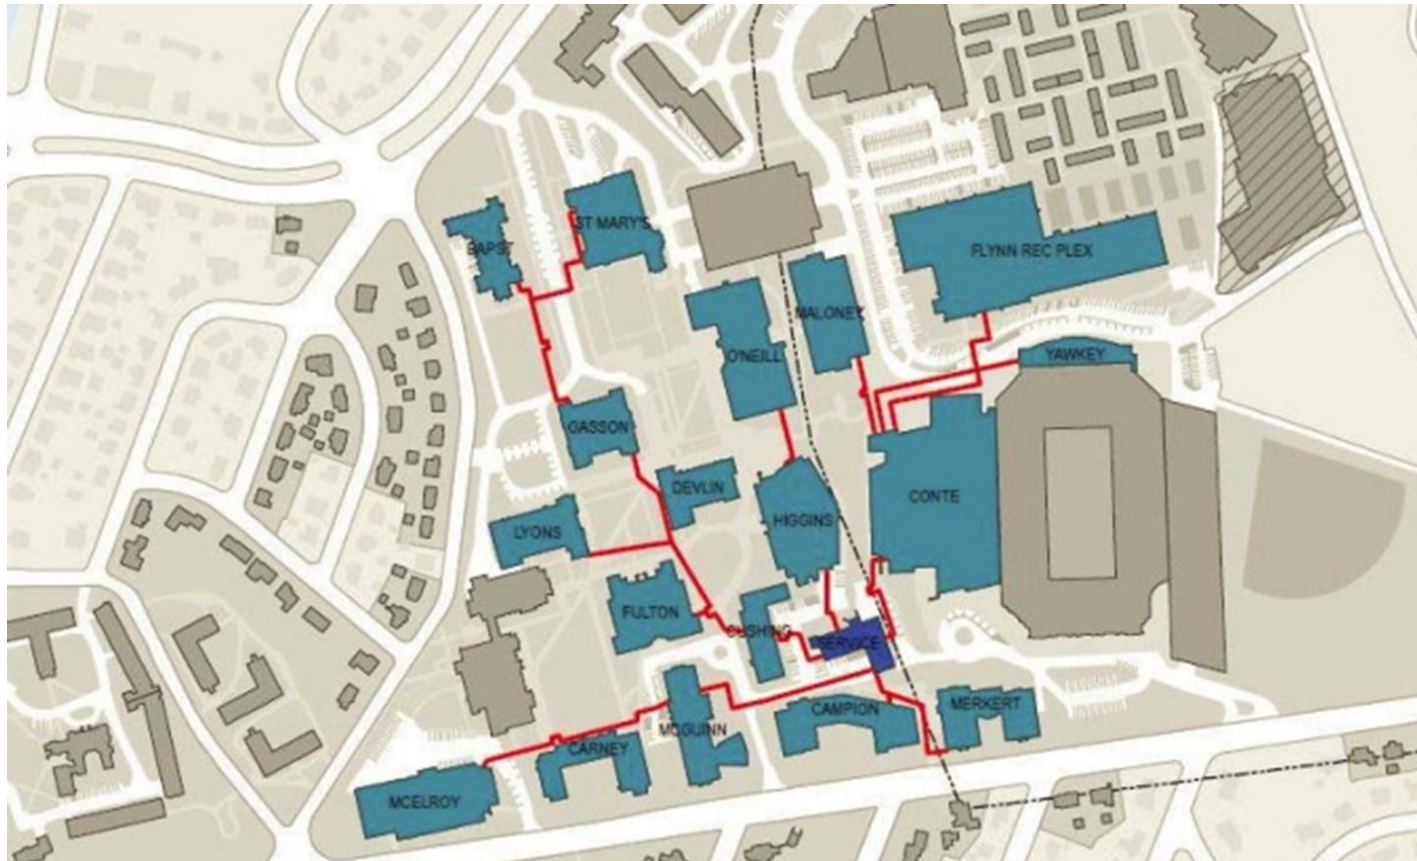 BAPST
ST MARY'S
FLYNN REC PLEX
MALONEY
O'NEILL
YAWKEY
GASSON
DEVLIN
CONTE
LYONS
HIGGINS
FULTON
CUSHING
SERVICE
CAMPION
MERKERT
MCGUINN
CARNEY
MCELROY